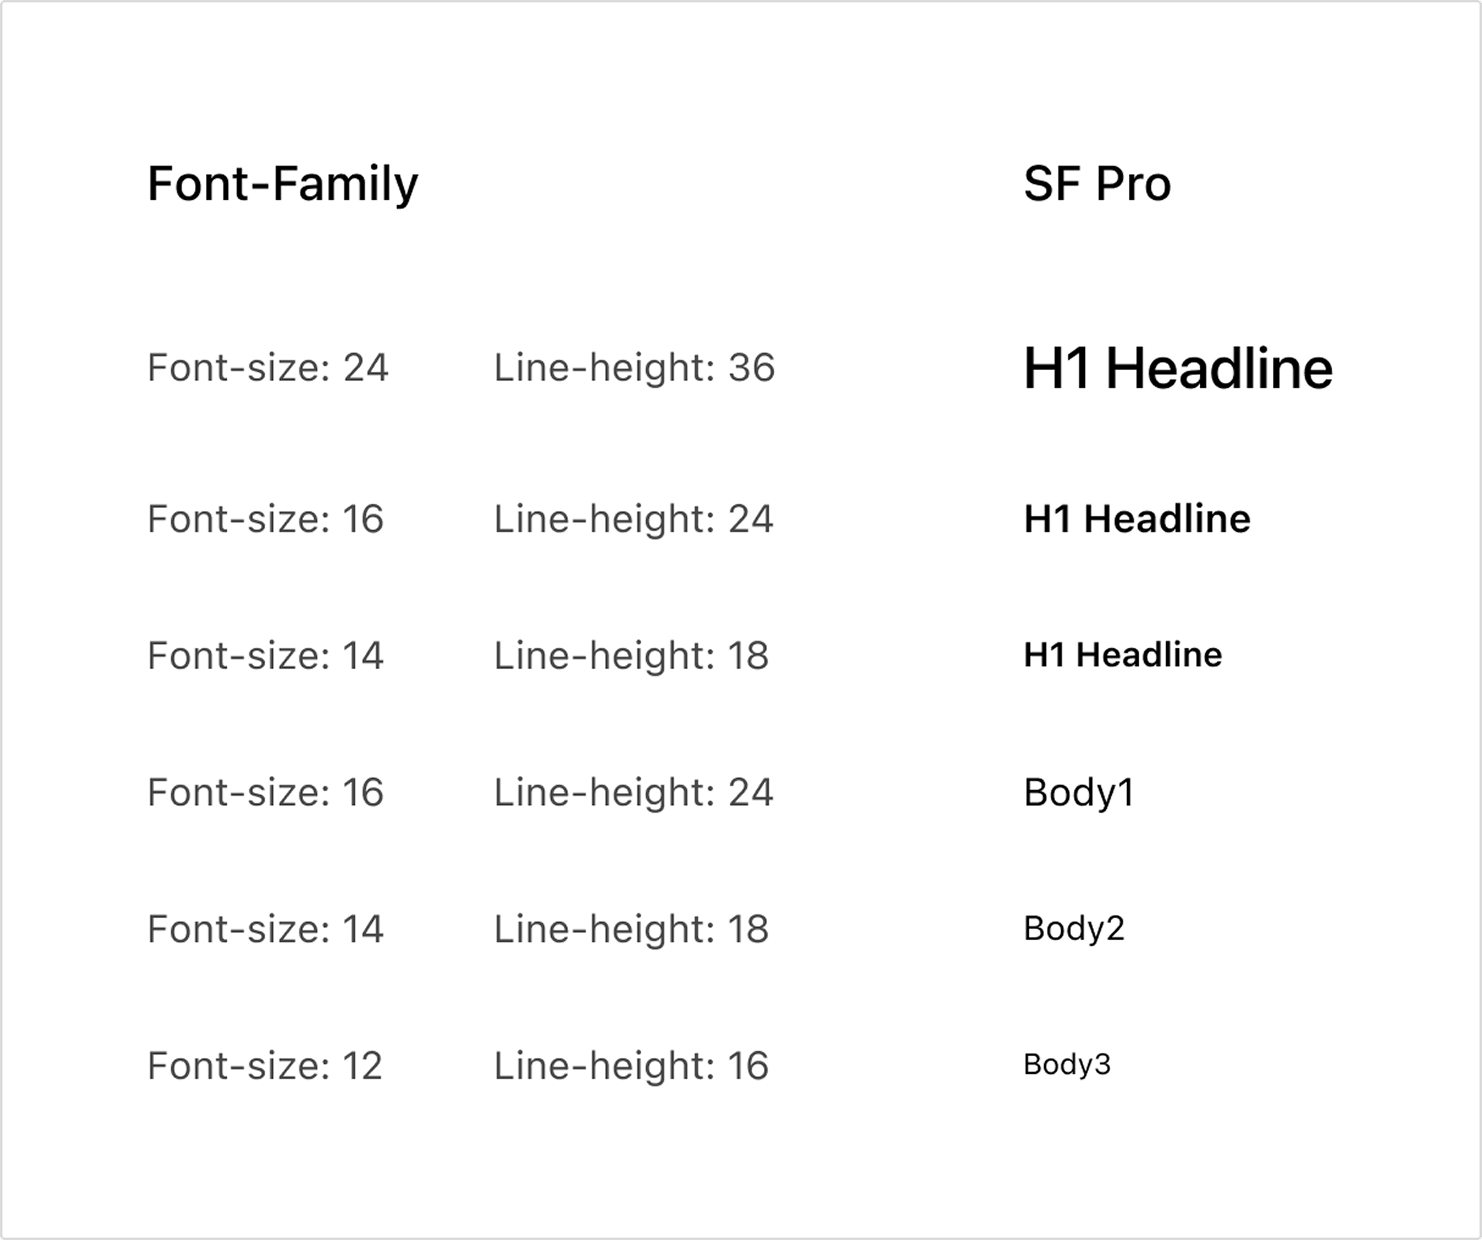 Font-Family SF Pro
Font-size: 24 Line-height: 36 H1 Headline
Font-size: 16 Line-height: 24 H1 Headline
Font-size: 14 Line-height: 18 H1 Headline
Font-size: 16 Line-height: 24 Body1
Font-size: 14 Line-height: 18 Body2
Font-size: 12 Line-height: 16 Body3